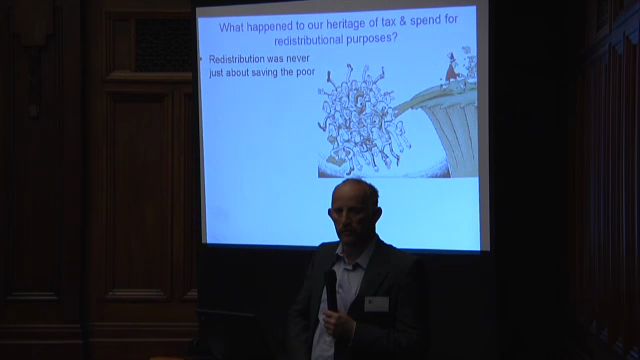 What happened to our heritage of tax & spend for
redistributional purposes?
• Redistribution was never
just about saving the poor